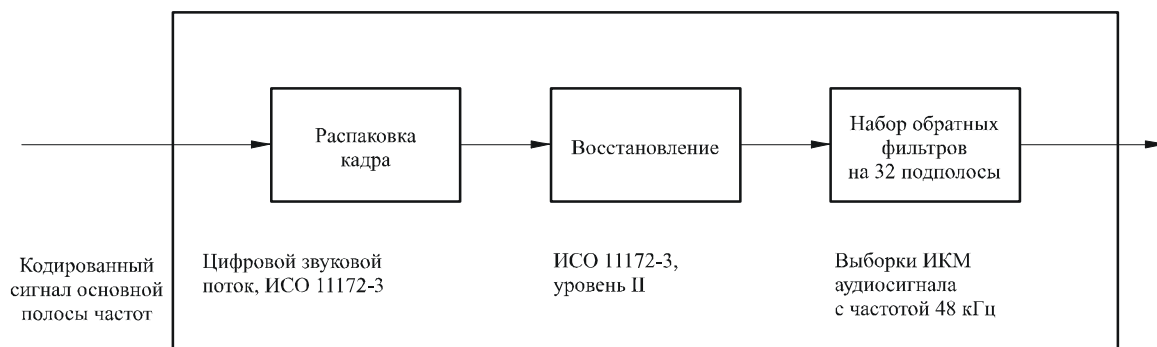 Распаковка
кадра
Восстановление
Набор обратных
фильтров
на 32 подполосы
Кодированный
сигнал основной
полосы частот
Цифровой звуковой
поток, ИСО 11172-3
ИСО 11172-3,
уровень II
Выборки ИКМ
аудиосигнала
с частотой 48 кГц